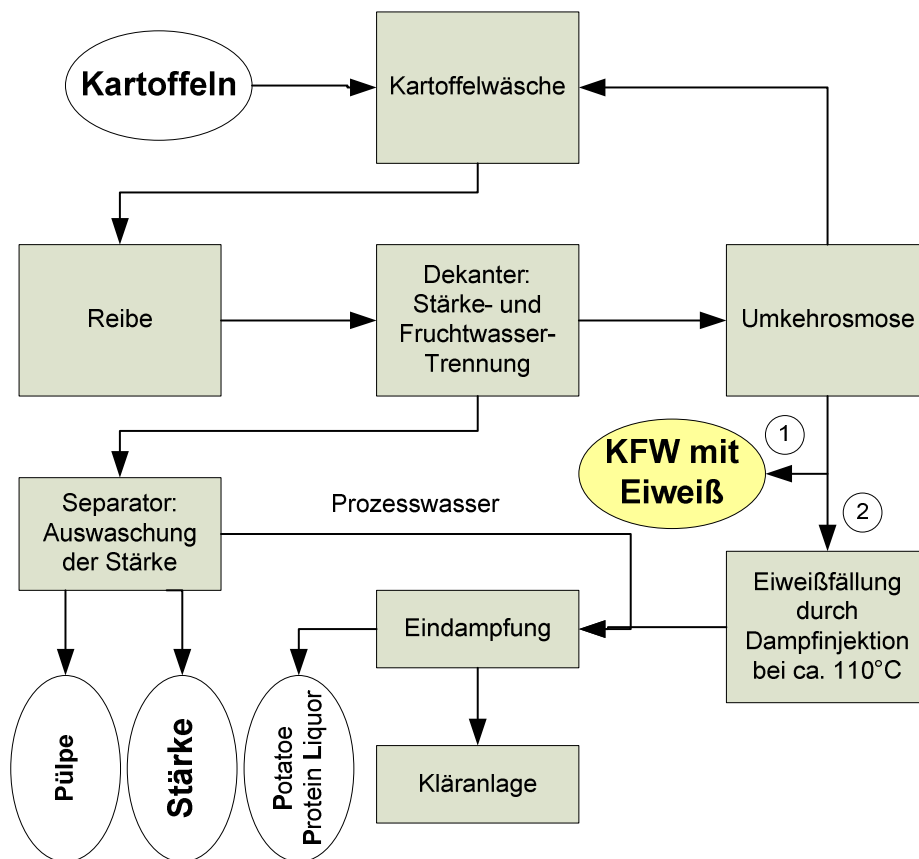 Kartoffeln
Kartoffelwäsche
Reibe
Dekanter:
Stärke- und
Fruchtwasser-
Trennung
Umkehrosmose
1
KFW mit
Eiweiß
2
Separator:
Auswaschung
der Stärke
Prozesswasser
Eiweißfällung
durch
Dampfinjektion
bei ca. 110°C
Eindampfung
Pülpe
Stärke
Potatoe
Protein Liquor
Kläranlage